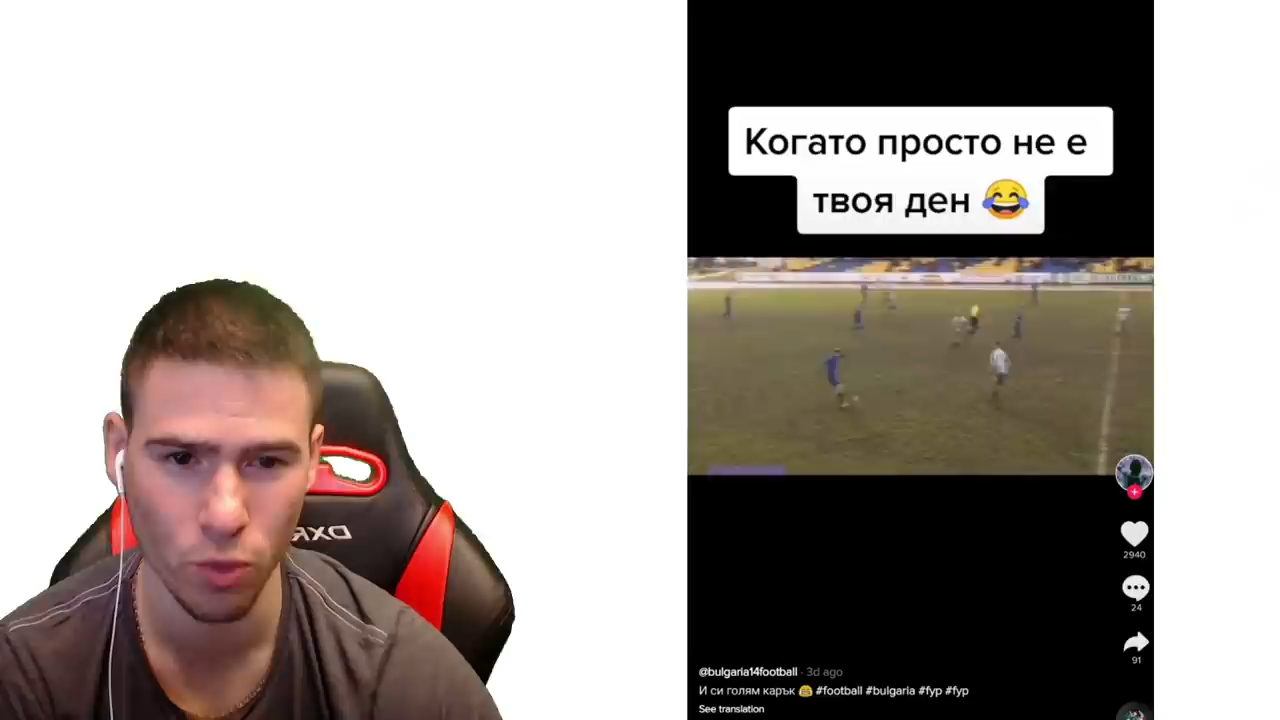 Когато просто не е
твоя ден 😂
DXR
2940
24
91
@bulgaria14football · 3d ago
И си голям карък 😂 #football #bulgaria #fyp #fyp
See translation